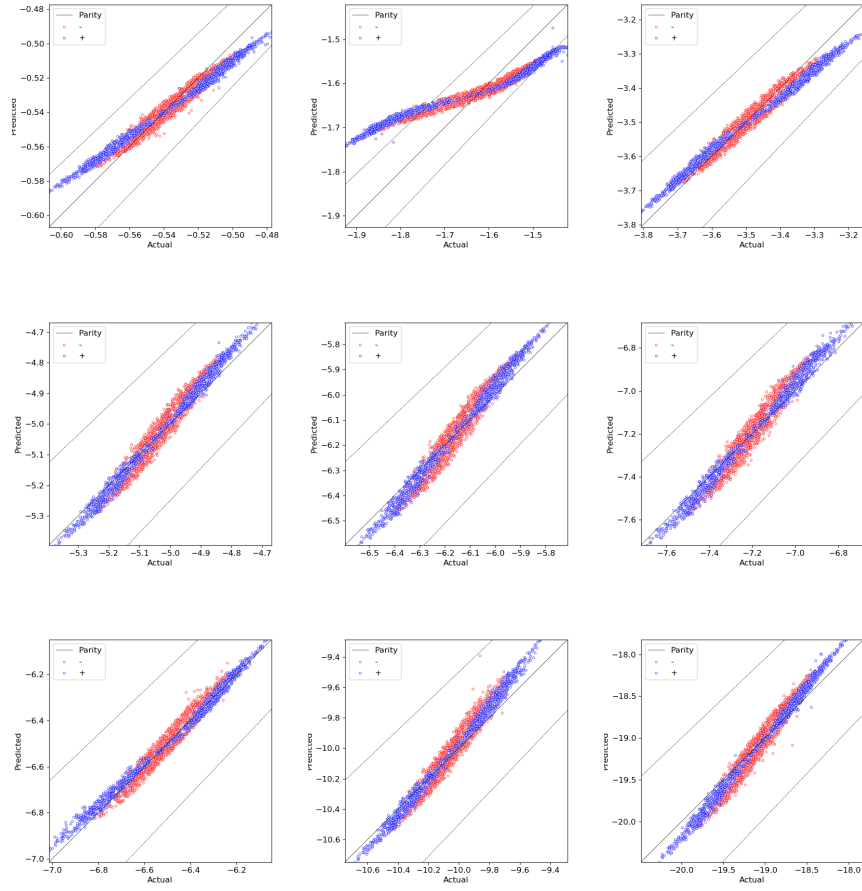 Parity
-
+
Predicted
−0.48
−0.50
−0.52
−0.54
−0.56
−0.58
−0.60
−0.60 −0.58 −0.56 −0.54 −0.52 −0.50 −0.48
Actual
Parity
-
+
Predicted
−1.5
−1.6
−1.7
−1.8
−1.9
−1.9 −1.8 −1.7 −1.6 −1.5
Actual
Parity
-
+
Predicted
−3.2
−3.3
−3.4
−3.5
−3.6
−3.7
−3.8
−3.8 −3.7 −3.6 −3.5 −3.4 −3.3 −3.2
Actual
Parity
-
+
Predicted
−4.7
−4.8
−4.9
−5.0
−5.1
−5.2
−5.3
−5.3 −5.2 −5.1 −5.0 −4.9 −4.8 −4.7
Actual
Parity
-
+
Predicted
−5.8
−5.9
−6.0
−6.1
−6.2
−6.3
−6.4
−6.5
−6.5 −6.4 −6.3 −6.2 −6.1 −6.0 −5.9 −5.8
Actual
Parity
-
+
Predicted
−6.8
−7.0
−7.2
−7.4
−7.6
−7.6 −7.4 −7.2 −7.0 −6.8
Actual
Parity
-
+
Predicted
−6.2
−6.4
−6.6
−6.8
−7.0
−7.0 −6.8 −6.6 −6.4 −6.2
Actual
Parity
-
+
Predicted
−9.4
−9.6
−9.8
−10.0
−10.2
−10.4
−10.6
−10.6 −10.4 −10.2 −10.0 −9.8 −9.6 −9.4
Actual
Parity
-
+
Predicted
−18.0
−18.5
−19.0
−19.5
−20.0
−20.0 −19.5 −19.0 −18.5 −18.0
Actual